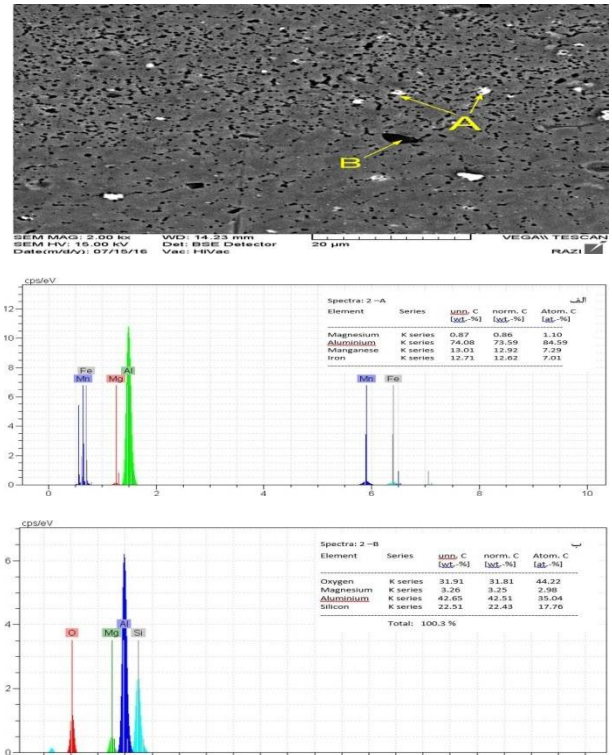 A
B
SEM MAG: 2.00 kx WD: 14.23 mm VEGA\\ TESCAN
SEM HV: 15.00 kV Det: BSE Detector 20 µm
Date(m/d/y): 07/15/16 Vac: HiVac RAZI
cps/eV
Spectra: 2 -A الف
Element Series unn. C norm. C Atom. C
[wt.-%] [wt.-%] [at.-%]
Magnesium K series 0.87 0.86 1.10
Aluminium K series 74.08 73.59 84.59
Manganese K series 13.01 12.92 7.29
Iron K series 12.71 12.62 7.01
12
10
8
6
4
2
0
Fe Al
Mn Mg Mn Fe
0 2 4 6 8 10
cps/eV
Spectra: 2 -B ب
Element Series unn. C norm. C Atom. C
[wt.-%] [wt.-%] [at.-%]
Oxygen K series 31.91 31.81 44.22
Magnesium K series 3.26 3.25 2.98
Aluminium K series 42.65 42.51 35.04
Silicon K series 22.51 22.43 17.76
Total: 100.3 %
6
4
2
0
Al
O Mg Si